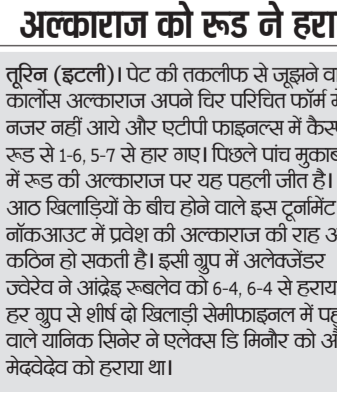 अल्काराज को रूड ने हरा
तूरिन (इटली)। पेट की तकलीफ से जूझने वा
कार्लोस अल्काराज अपने चिर परिचित फॉर्म में
नजर नहीं आये और एटीपी फाइनल्स में कैस्प
रूड से 1-6, 5-7 से हार गए। पिछले पांच मुकाब
में रूड की अल्काराज पर यह पहली जीत है।
आठ खिलाड़ियों के बीच होने वाले इस टूर्नामेंट
नॉकआउट में प्रवेश की अल्काराज की राह अ
कठिन हो सकती है। इसी ग्रुप में अलेक्जेंडर
ज्वेरेव ने आंद्रेइ रूबलेव को 6-4, 6-4 से हराया
हर ग्रुप से शीर्ष दो खिलाड़ी सेमीफाइनल में पहु
वाले यानिक सिनेर ने एलेक्स डि मिनौर को औ
मेदवेदेव को हराया था।